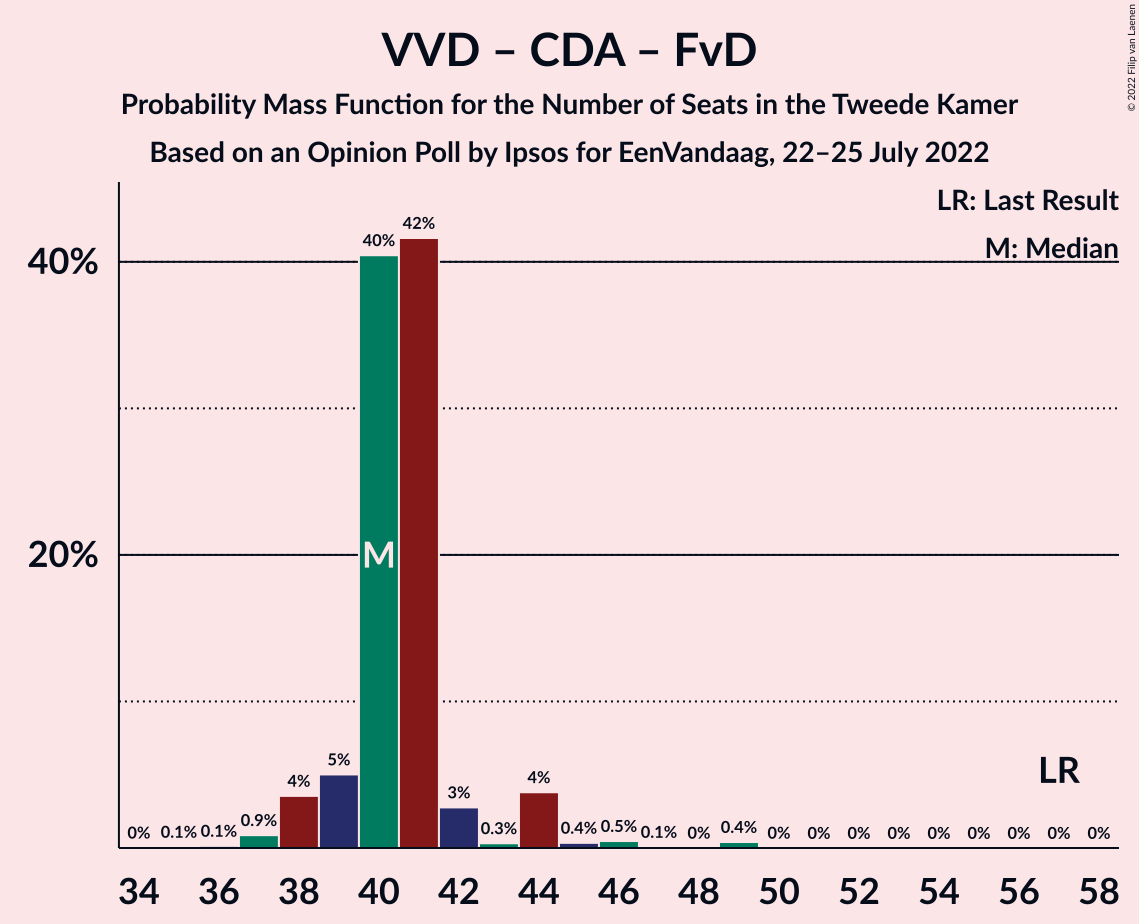 VVD – CDA – FvD
Probability Mass Function for the Number of Seats in the Tweede Kamer
Based on an Opinion Poll by Ipsos for EenVandaag, 22–25 July 2022
© 2022 Filip van Laenen
LR: Last Result
M: Median
40%
20%
0% 0.1% 0.1% 0.9% 4% 5% 40% 42% 3% 0.3% 4% 0.4% 0.5% 0.1% 0% 0.4% 0% 0% 0% 0% 0% 0% 0% 0% 0%
M
LR
34 36 38 40 42 44 46 48 50 52 54 56 58